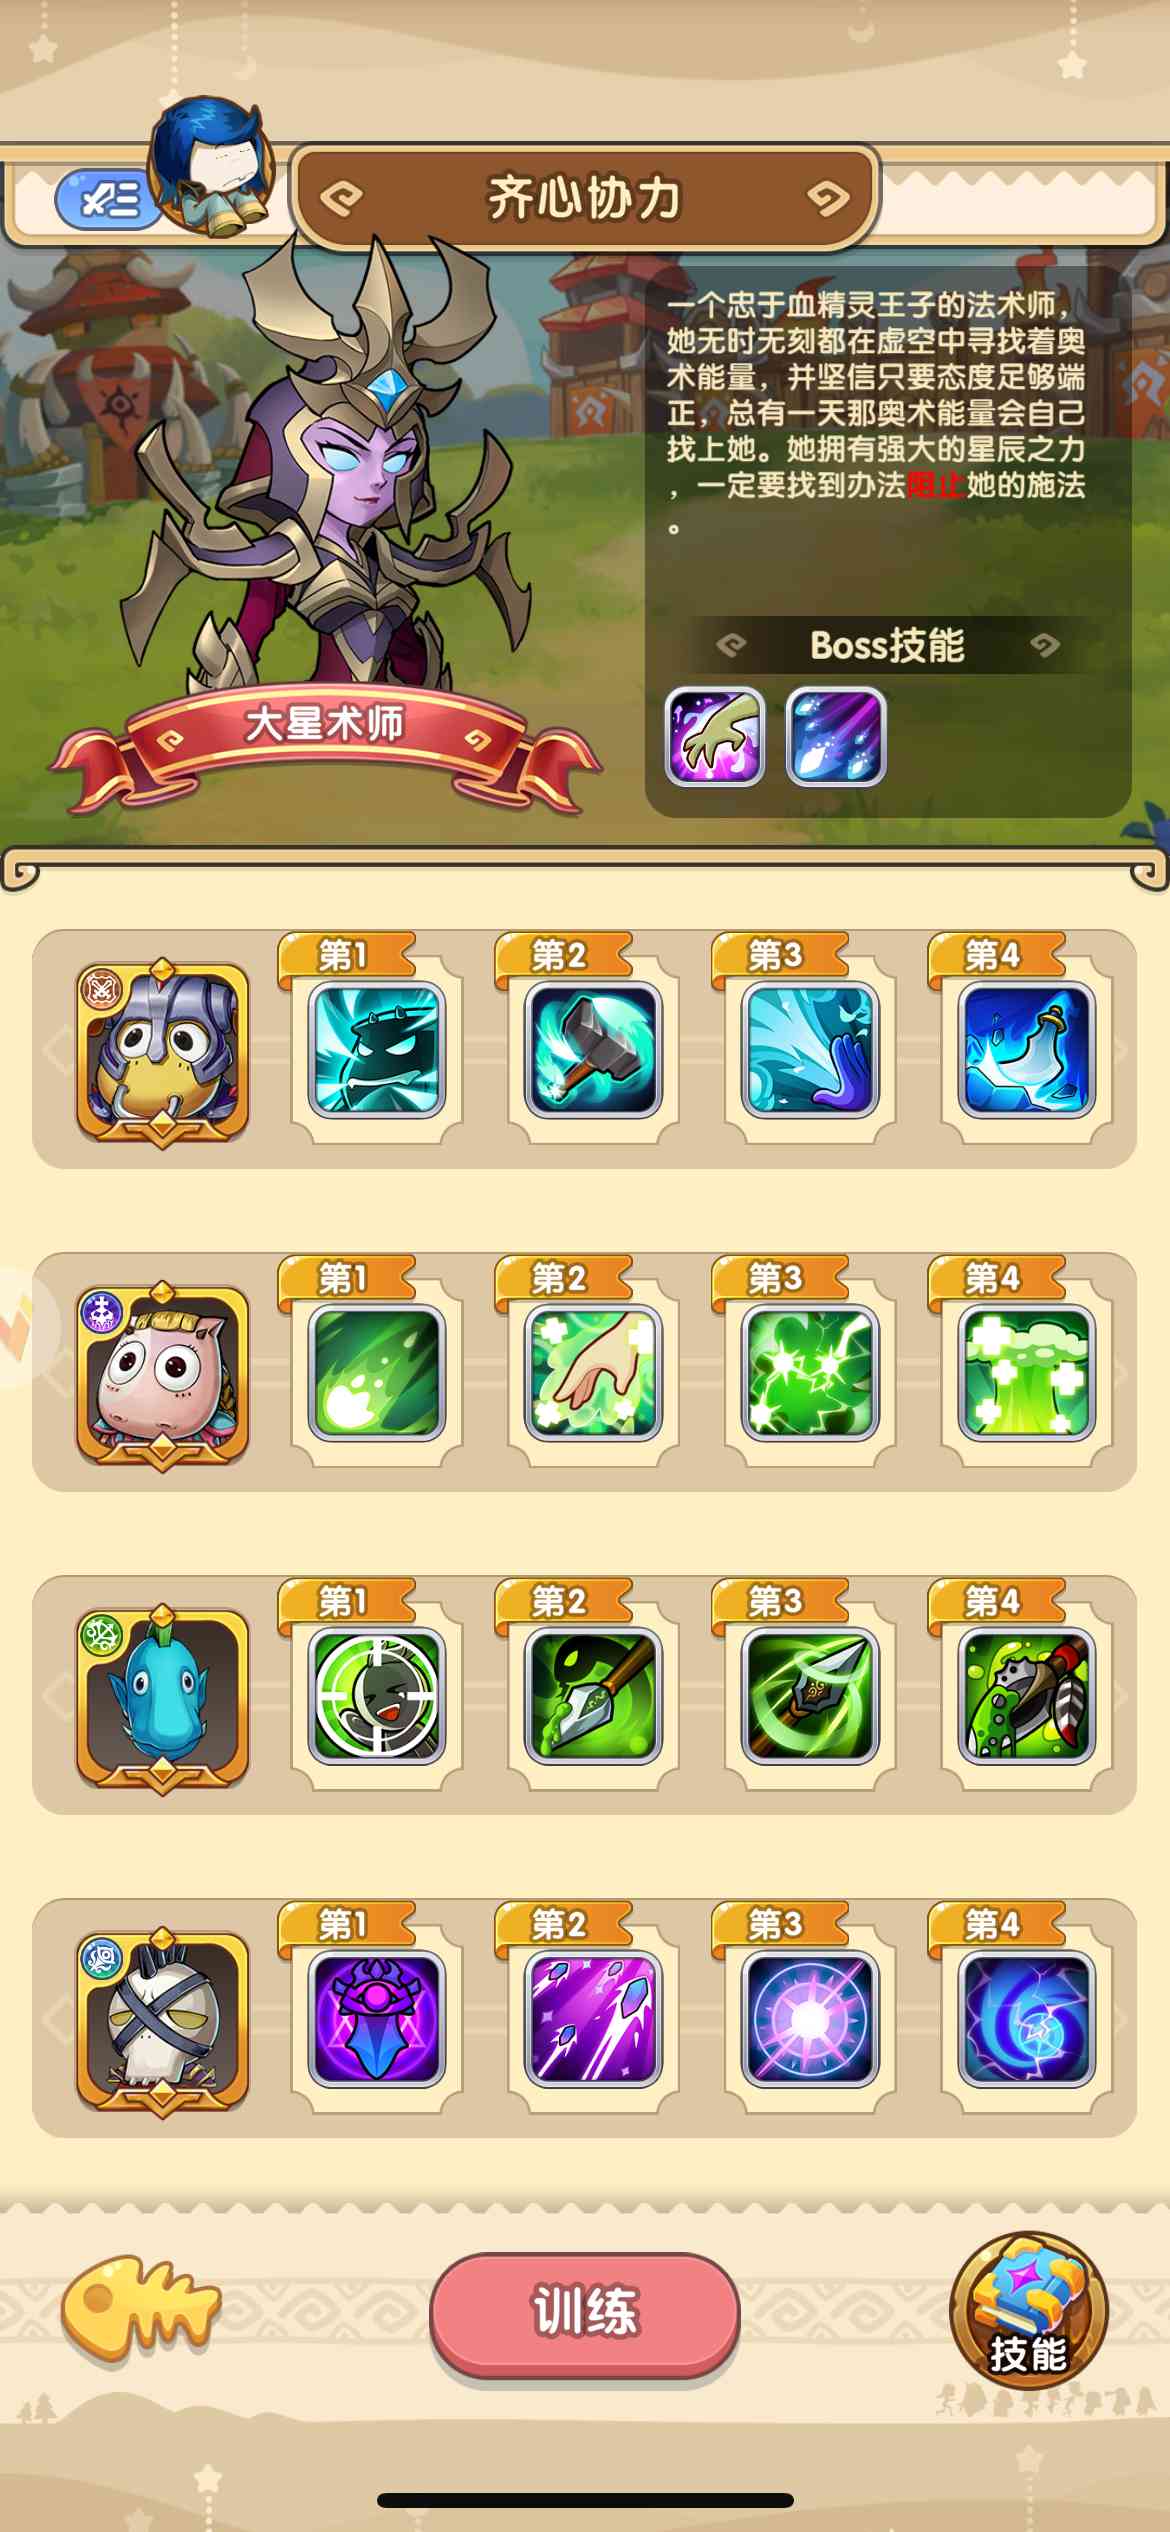 齐心协力
一个忠于血精灵王子的法术师，
她无时无刻都在虚空中寻找着奥
术能量，并坚信只要态度足够端
正，总有一天那奥术能量会自己
找上她。她拥有强大的星辰之力
，一定要找到办法阻止她的施法
。
Boss技能
大星术师
第1 第2 第3 第4
第1 第2 第3 第4
第1 第2 第3 第4
第1 第2 第3 第4
训练
技能